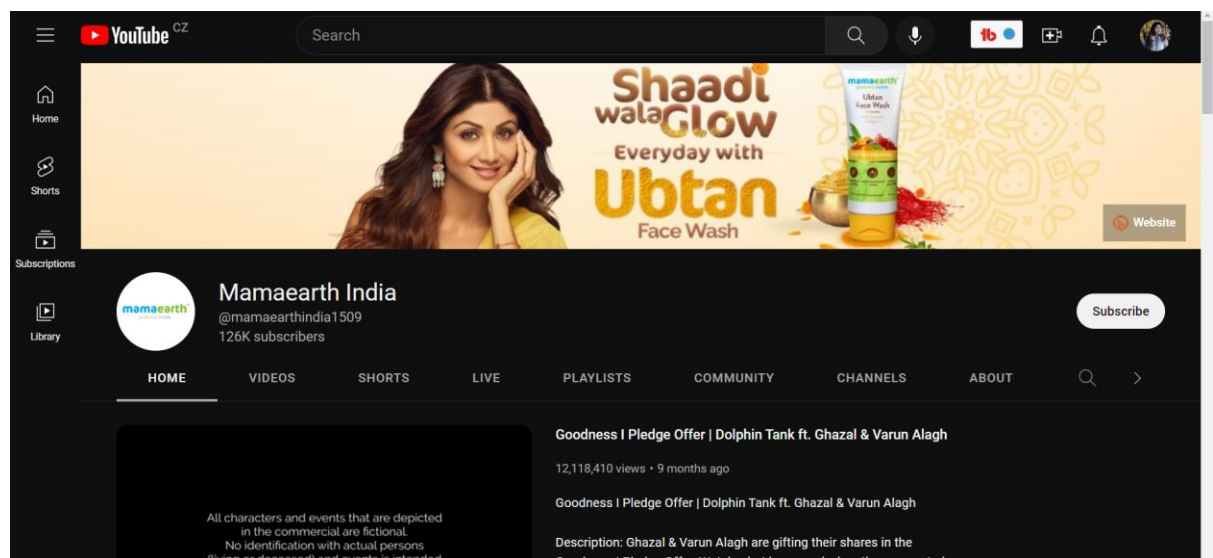 YouTube CZ
Search
Home
Shorts
Subscriptions
Library
Shaadi
wala Glow
Everyday with
Ubtan
Face Wash
mamaearth
Ubtan
Face Wash
Website
mamaearth
Mamaearth India
@mamaearthindia1509
126K subscribers
Subscribe
HOME VIDEOS SHORTS LIVE PLAYLISTS COMMUNITY CHANNELS ABOUT
All characters and events that are depicted
in the commercial are fictional.
No identification with actual persons
Goodness I Pledge Offer | Dolphin Tank ft. Ghazal & Varun Alagh
12,118,410 views • 9 months ago
Goodness I Pledge Offer | Dolphin Tank ft. Ghazal & Varun Alagh
Description: Ghazal & Varun Alagh are gifting their shares in the